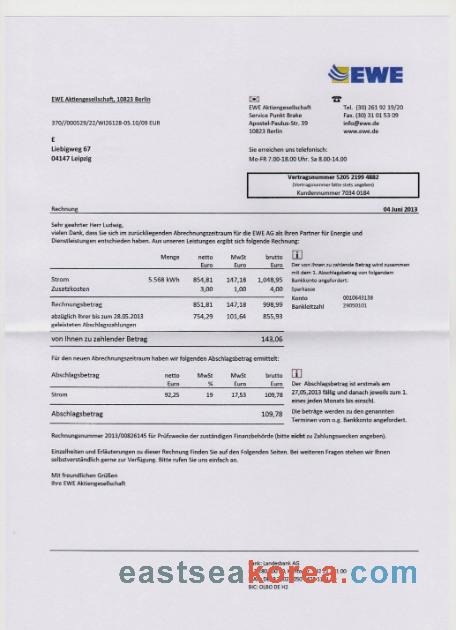 EWE
EWE Aktiengesellschaft, 10823 Berlin
EWE Aktiengesellschaft
Service Punkt Brake
Apostel-Paulus-Str. 39
10823 Berlin
Tel. (30) 261 92 19/20
Fax. (30) 31 01 53 09
info@ewe.de
www.ewe.de
370//000529/22/WI26128-05.10/09 EUR
E
Liebigweg 67
04147 Leipzig
Sie erreichen uns telefonisch:
Mo-FR 7.00-18.00 Uhr. Sa 8.00-14.00
Vertragsnummer 5205 2199 4882
(Vertragsnummer bitte stets angeben)
Kundennummer 7034 0184
Rechnung 04 Juni 2013
Sehr geehrter Herr Ludwig,
vielen Dank, dass Sie sich im zurückliegenden Abrechnungszeitraum für die EWE AG als Ihren Partner für Energie und
Dienstleistungen entschieden haben. Aus unseren Leistungen ergibt sich folgende Rechnung:
Menge netto MwSt brutto
Euro Euro Euro
Strom 5.568 kWh 854,81 147,18 1,048,95
Zusatzkosten 3,00 1,00 4,00
Rechnungsbetrag 851,81 147,18 998,99
abzüglich Ihrer bis zum 28.05.2013 754,29 101,64 855,93
geleisteten Abschlagszahlungen
von Ihnen zu zahlender Betrag 143,06
Der von Ihnen zu zahlende Betrag wird zusammen
mit dem 1. Abschlagsbetrag von folgendem
Bankkonto angefordert:
Sparkasse
Konto 0010643138
Bankleitzahl 29050101
Für den neuen Abrechnungszeitraum haben wir folgenden Abschlagsbetrag ermittelt:
Abschlagsbetrag netto MwSt MwSt brutto
Euro % Euro Euro
Strom 92,25 19 17,53 109,78
Abschlagsbetrag 109,78
Der Abschlagsbetrag ist erstmals am
27.05.2013 fällig und danach jeweils zum 1.
eines jeden Monats bis einschl.
Die beträge werden zu den genannten
Terminen vom o.g. Bankkonto angefordert.
Rechnungsnummer 2013/00826145 für Prüfzwecke der zuständigen Finanzbehörde (bitte nicht zu Zahlungszwecken angeben).
Einzelheiten und Erläuterungen zu dieser Rechnung Finden Sie auf den Folgenden Seiten. Bei weiteren Fragen stehen wir Ihnen
selbstverständlich gerne zur Verfügung. Bitte rufen Sie uns einfach an.
Mit freundlichen Grüßen
Ihre EWE Aktiengesellschaft
Bank: Landesbank AG
eastseakorea.com
BIC: OLBO DE H2